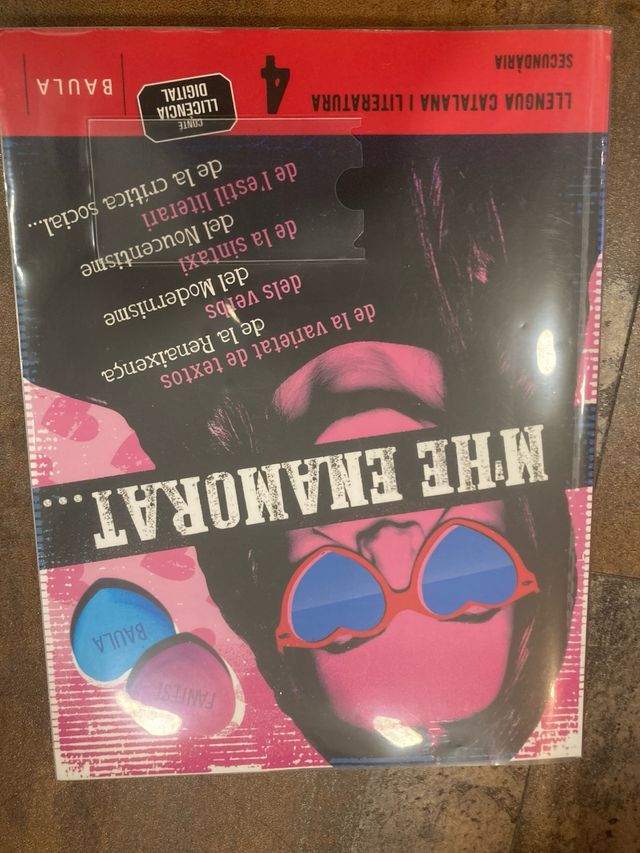 BAULA
M'HE ENAMORAT...
de la varietat de textos
de la Renaixença
dels verbs
del Modernisme
de la sintaxi
del Noucentisme
de l'estil literari
de la crítica social...
CONTÉ
LLICÈNCIA
DIGITAL
LLENGUA CATALANA I LITERATURA 4
SECUNDÀRIA
BAULA